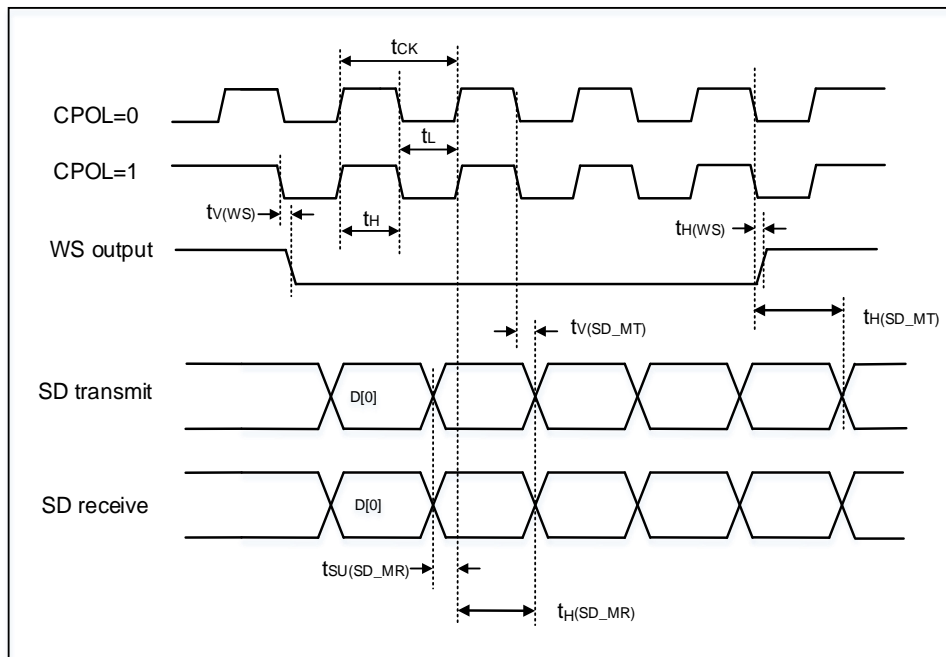 tCK
CPOL=0
tL
CPOL=1
tV(WS)
tH
tH(WS)
WS output
tV(SD_MT)
tH(SD_MT)
SD transmit
D[0]
SD receive
D[0]
tSU(SD_MR)
tH(SD_MR)